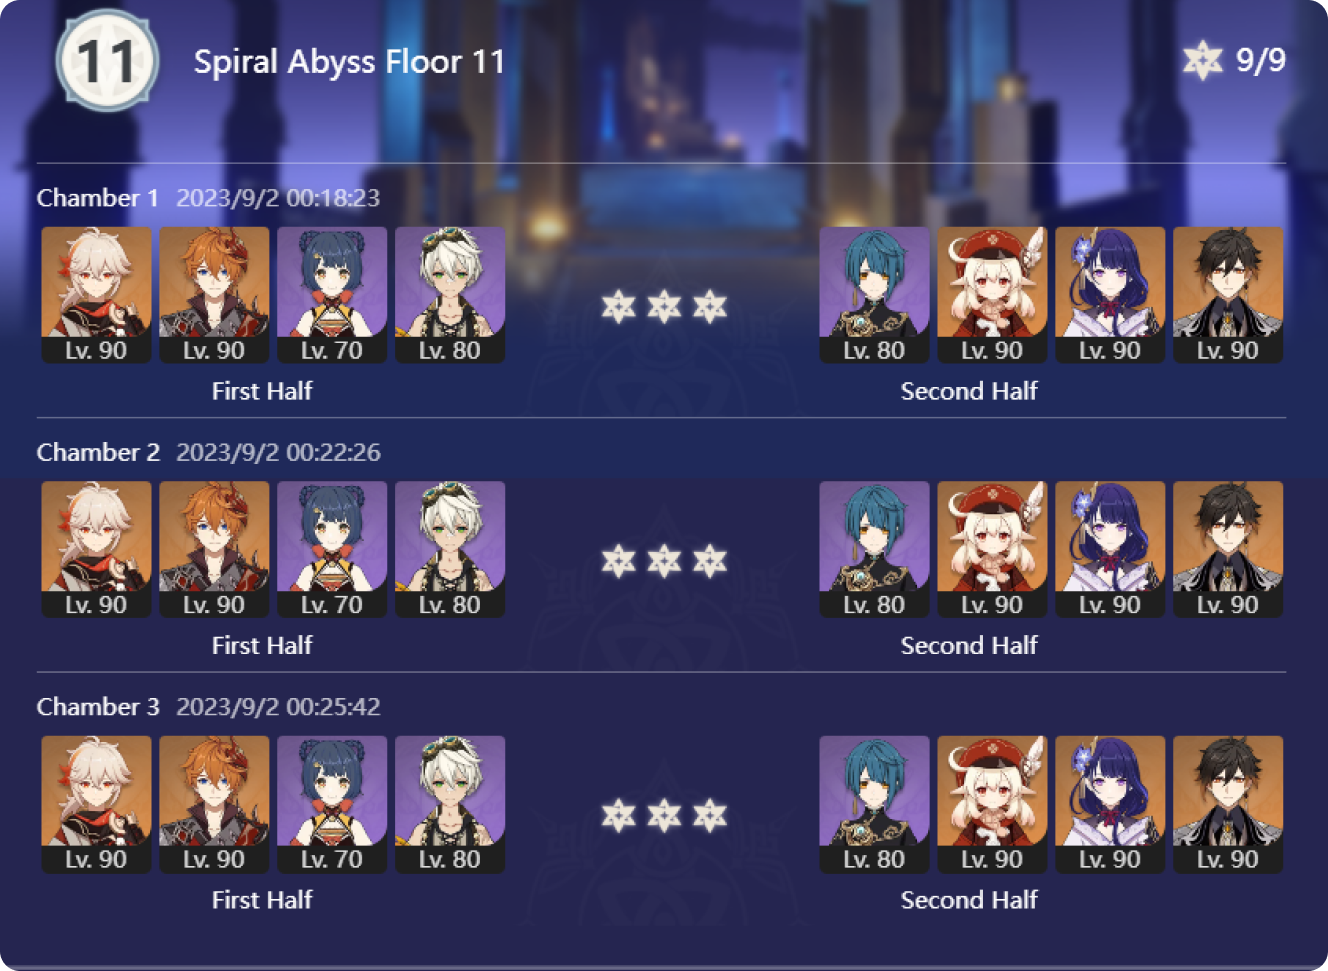 11 Spiral Abyss Floor 11 9/9
Chamber 1 2023/9/2 00:18:23
Lv. 90 Lv. 90 Lv. 70 Lv. 80 Lv. 80 Lv. 90 Lv. 90 Lv. 90
First Half Second Half
Chamber 2 2023/9/2 00:22:26
Lv. 90 Lv. 90 Lv. 70 Lv. 80 Lv. 80 Lv. 90 Lv. 90 Lv. 90
First Half Second Half
Chamber 3 2023/9/2 00:25:42
Lv. 90 Lv. 90 Lv. 70 Lv. 80 Lv. 80 Lv. 90 Lv. 90 Lv. 90
First Half Second Half